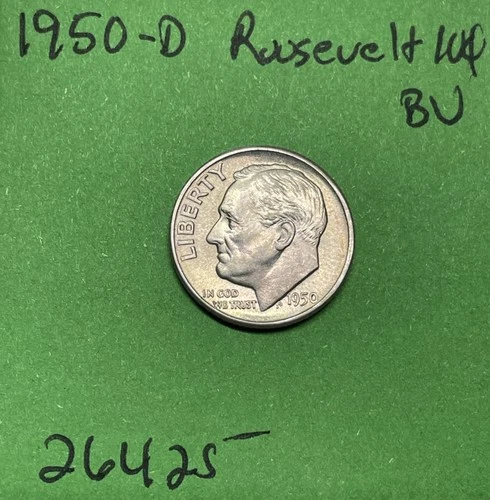 1950-D Roosevelt 10¢
BU
LIBERTY
IN GOD
WE TRUST
1950
26425-